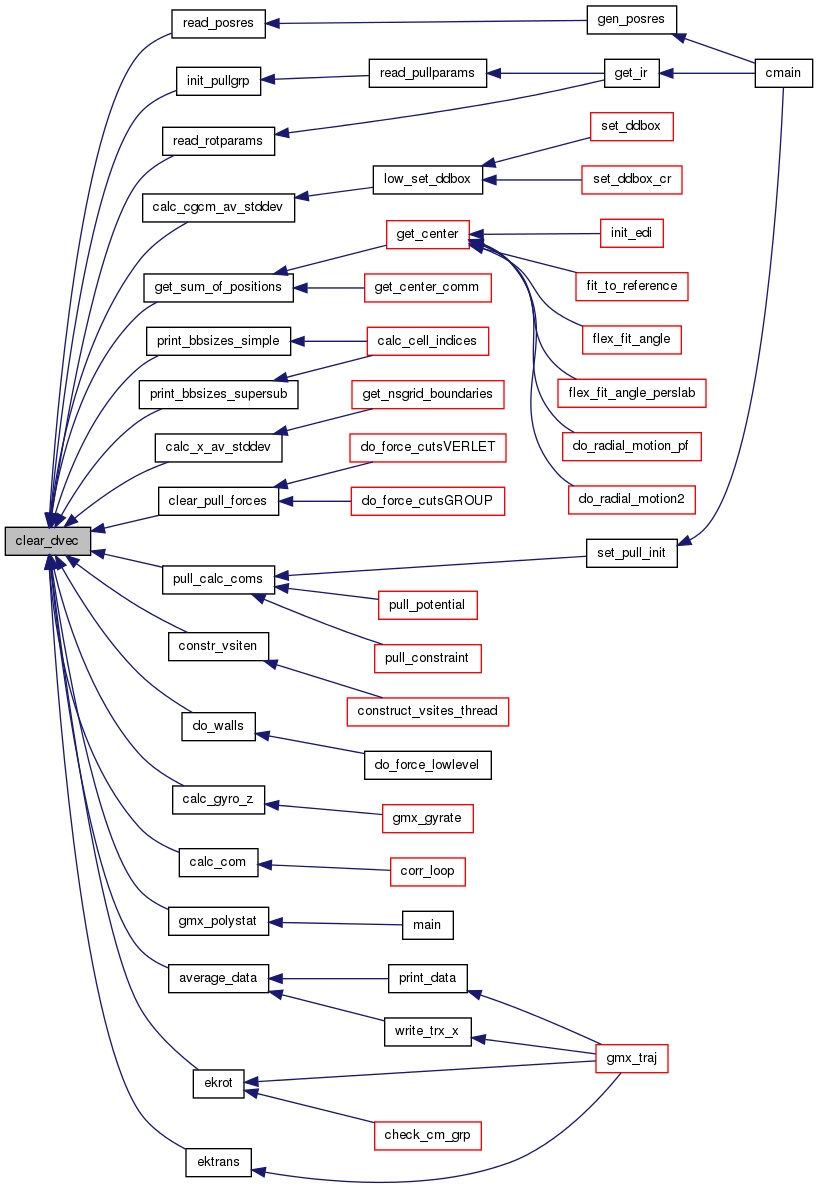 read_posres
gen_posres
init_pullgrp
read_pullparams
get_ir
cmain
read_rotparams
set_ddbox
low_set_ddbox
set_ddbox_cr
calc_cgcm_av_stddev
get_center
init_edi
get_sum_of_positions
get_center_comm
fit_to_reference
print_bbsizes_simple
calc_cell_indices
flex_fit_angle
print_bbsizes_supersub
get_nsgrid_boundaries
flex_fit_angle_perslab
calc_x_av_stddev
do_force_cutsVERLET
do_radial_motion_pf
clear_pull_forces
do_force_cutsGROUP
do_radial_motion2
clear_dvec
set_pull_init
pull_calc_coms
pull_potential
constr_vsiten
pull_constraint
construct_vsites_thread
do_walls
do_force_lowlevel
calc_gyro_z
gmx_gyrate
calc_com
corr_loop
gmx_polystat
main
average_data
print_data
write_trx_x
gmx_traj
ekrot
check_cm_grp
ektrans